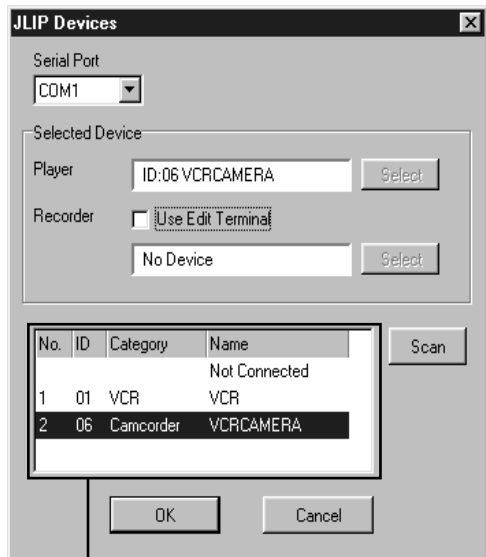 JLIP Devices
Serial Port
COM1
Selected Device
Player ID:06 VCRCAMERA Select
Recorder Use Edit Terminal
No Device Select
No. ID Category Name Scan
Not Connected
1 01 VCR VCR
2 06 Camcorder VCRCAMERA
OK Cancel